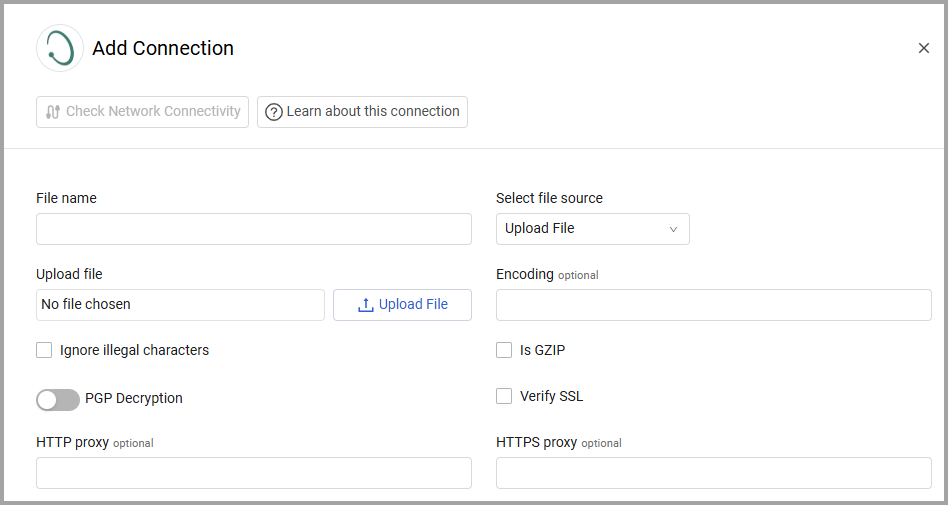 Add Connection
Check Network Connectivity
Learn about this connection
File name
Select file source
Upload File
Upload file
Encoding optional
No file chosen
Upload File
Ignore illegal characters
Is GZIP
PGP Decryption
Verify SSL
HTTP proxy optional
HTTPS proxy optional